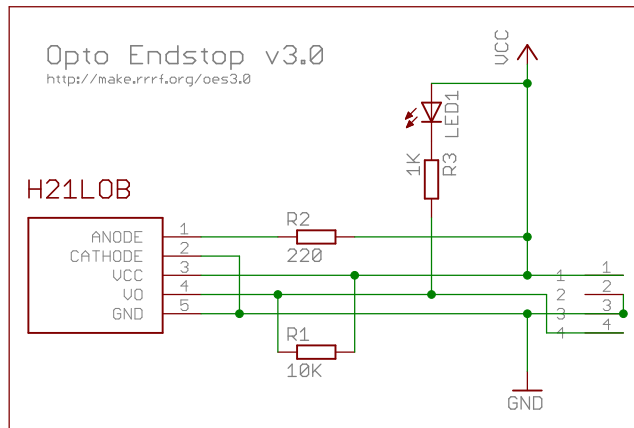 Opto Endstop v3.0
http://make.rrrf.org/oes3.0
VCC
LED1
1K
R3
H21LOB
ANODE 1
CATHODE 2
VCC 3
VO 4
GND 5
R2
220
R1
10K
1 1
2 2
3 3
4 4
GND